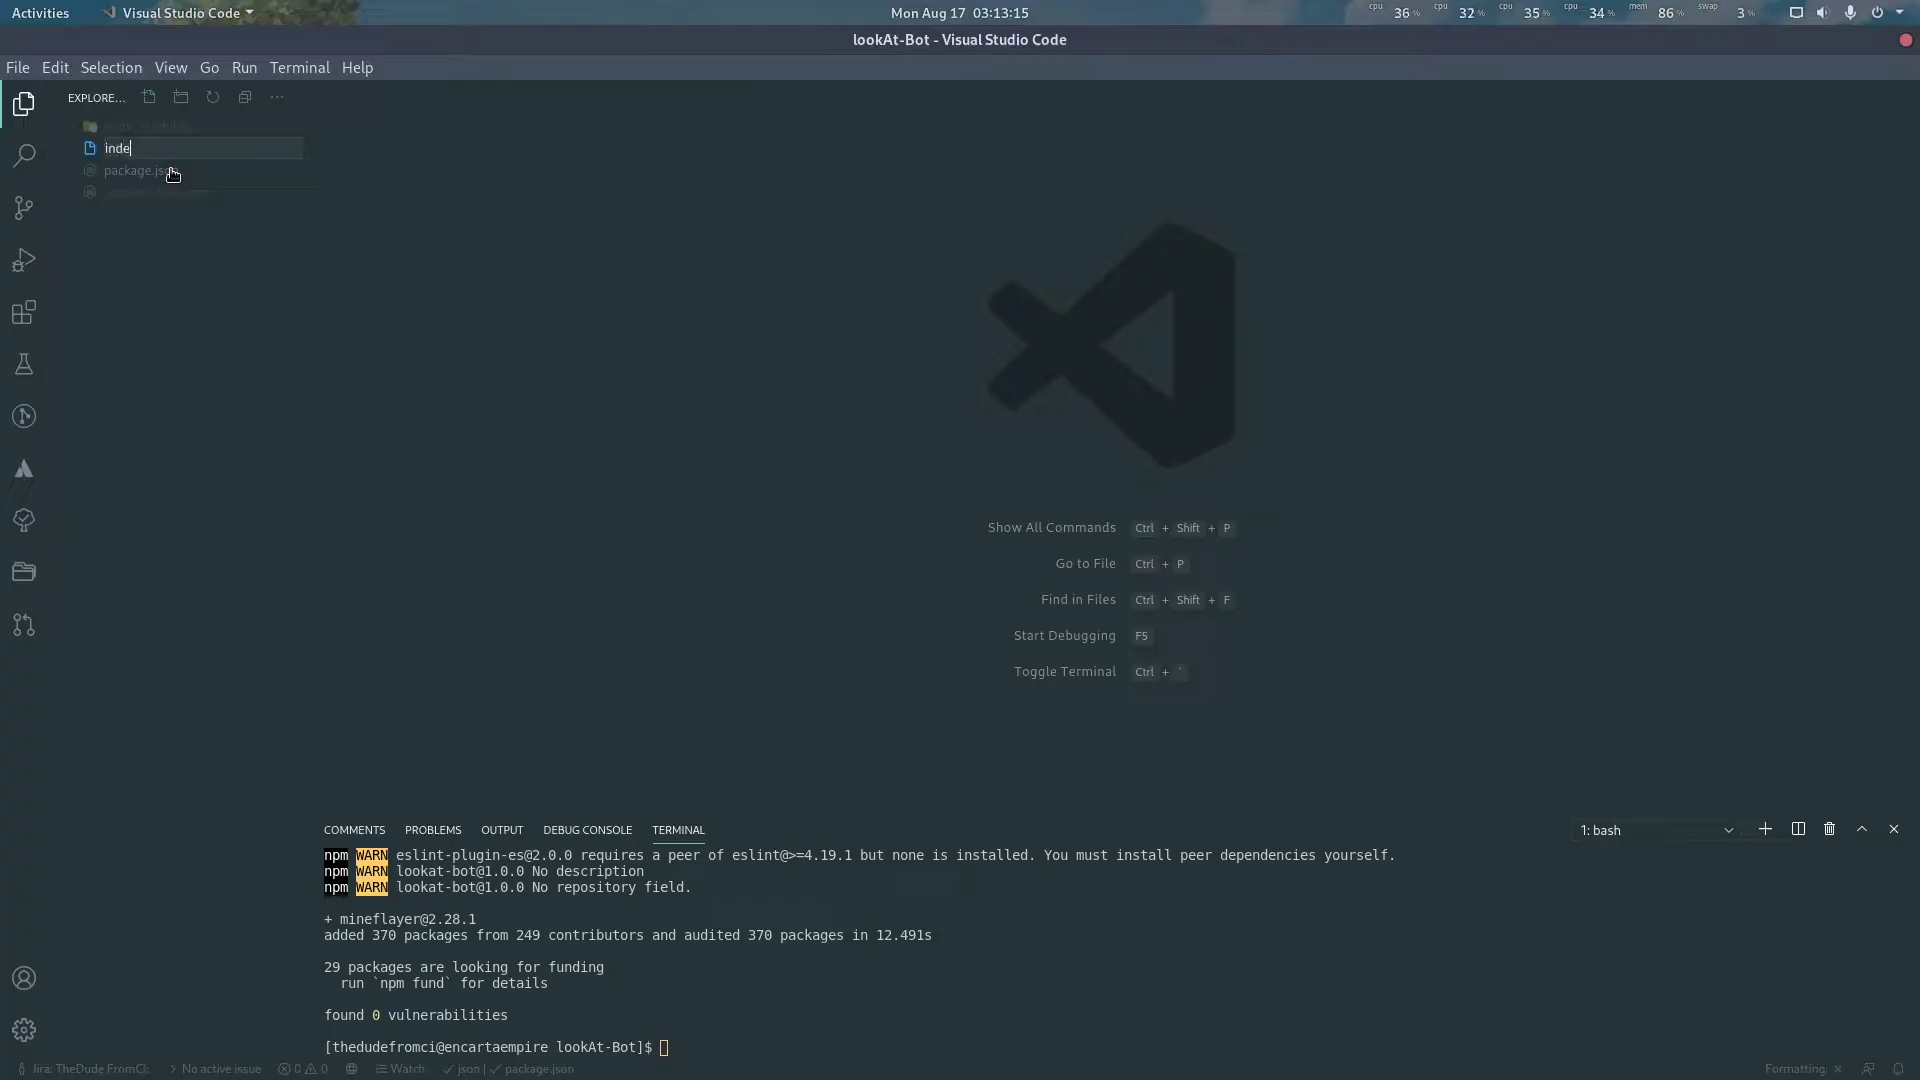 Activities
Visual Studio Code
Mon Aug 17 03:13:15
cpu 36 % cpu 32 % cpu 35 % cpu 34 % mem 86 % swap 3 %
lookAt-Bot - Visual Studio Code
File Edit Selection View Go Run Terminal Help
EXPLORE... ···
inde
Show All Commands Ctrl + Shift + P
Go to File Ctrl + P
Find in Files Ctrl + Shift + F
Start Debugging F5
Toggle Terminal Ctrl + `
COMMENTS PROBLEMS OUTPUT DEBUG CONSOLE TERMINAL
1: bash
npm WARN eslint-plugin-es@2.0.0 requires a peer of eslint@>=4.19.1 but none is installed. You must install peer dependencies yourself.
npm WARN lookat-bot@1.0.0 No description
npm WARN lookat-bot@1.0.0 No repository field.
+ mineflayer@2.28.1
added 370 packages from 249 contributors and audited 370 packages in 12.491s
29 packages are looking for funding
run `npm fund` for details
found 0 vulnerabilities
[thedudefromci@encartaempire lookAt-Bot]$
Jira: TheDude FromCI: No active issue 0 0 Watch json | package.json Formatting: ×